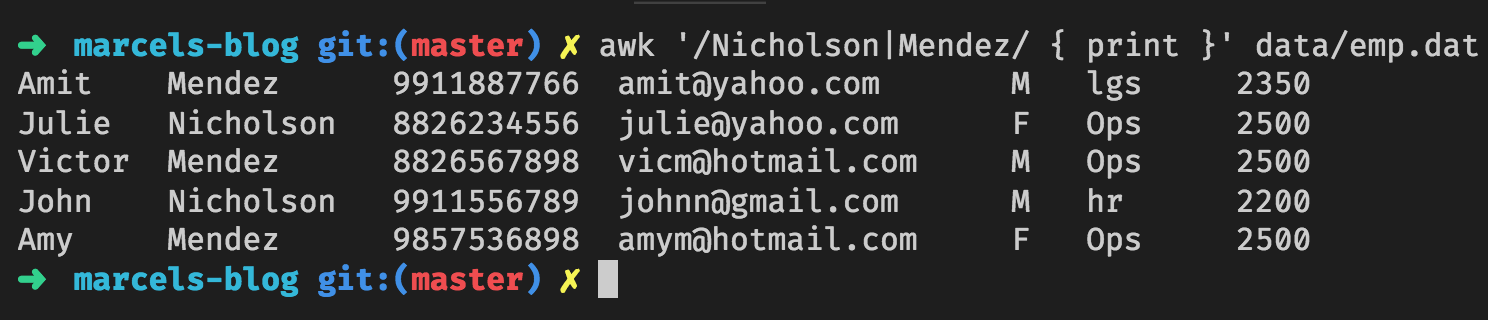 ➜ marcels-blog git:(master) ✗ awk '/Nicholson|Mendez/ { print }' data/emp.dat
Amit Mendez 9911887766 amit@yahoo.com M lgs 2350
Julie Nicholson 8826234556 julie@yahoo.com F Ops 2500
Victor Mendez 8826567898 vicm@hotmail.com M Ops 2500
John Nicholson 9911556789 johnn@gmail.com M hr 2200
Amy Mendez 9857536898 amym@hotmail.com F Ops 2500
➜ marcels-blog git:(master) ✗